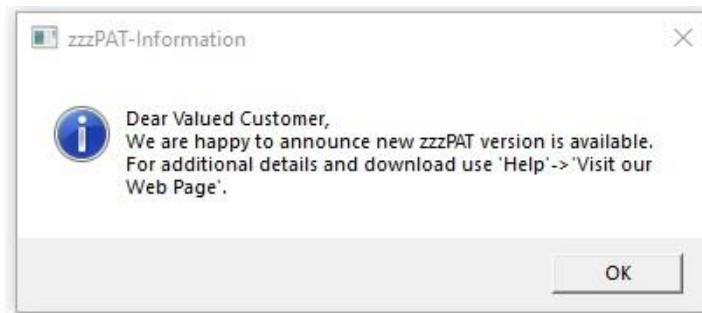 zzzPAT-Information
Dear Valued Customer,
We are happy to announce new zzzPAT version is available.
For additional details and download use 'Help'->'Visit our
Web Page'.
OK